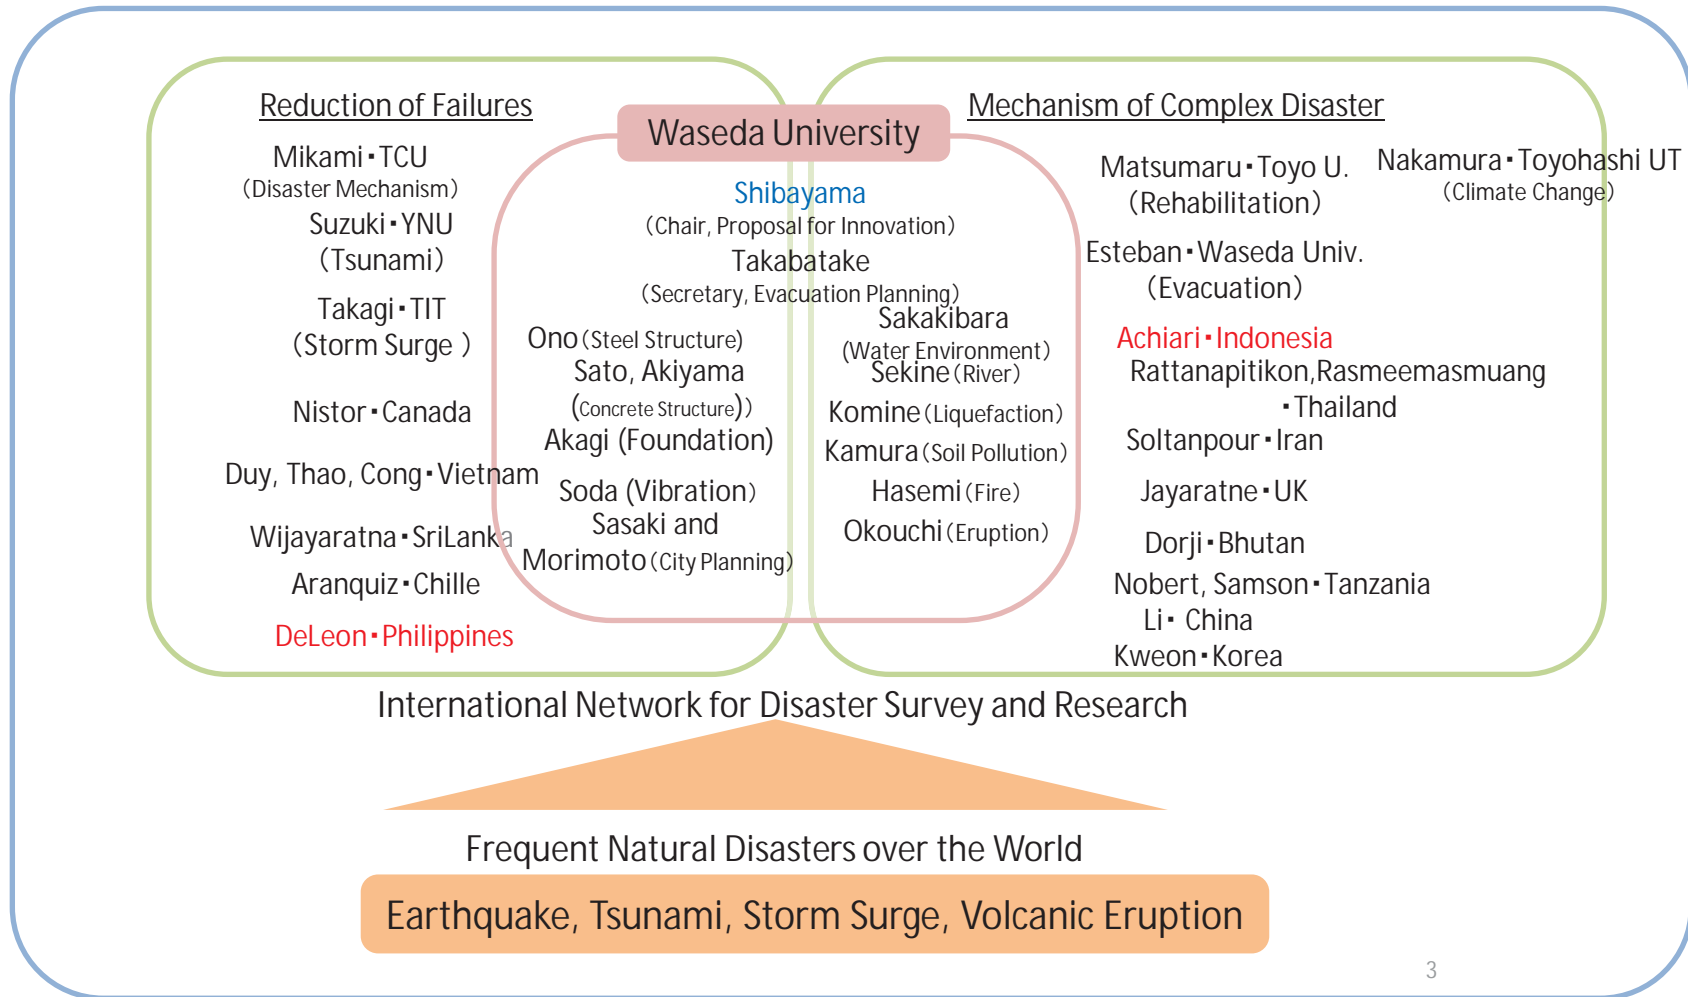 Reduction of Failures
Mikami・TCU
（Disaster Mechanism）
Suzuki・YNU
（Tsunami）
Takagi・TIT
（Storm Surge ）
Nistor・Canada
Duy, Thao, Cong・Vietnam
Wijayaratna・SriLanka
Aranquiz・Chille
DeLeon・Philippines
Waseda University
Shibayama
（Chair, Proposal for Innovation）
Takabatake
（Secretary, Evacuation Planning）
Ono（Steel Structure)
Sato, Akiyama
(Concrete Structure)）
Akagi (Foundation)
Soda (Vibration）
Sasaki and
Morimoto（City Planning）
Sakakibara
(Water Environment）
Sekine（River）
Komine（Liquefaction）
Kamura（Soil Pollution）
Hasemi（Fire）
Okouchi（Eruption）
Mechanism of Complex Disaster
Matsumaru・Toyo U.
（Rehabilitation）
Nakamura・Toyohashi UT
（Climate Change）
Esteban・Waseda Univ.
（Evacuation）
Achiari・Indonesia
Rattanapitikon,Rasmeemasmuang
・Thailand
Soltanpour・Iran
Jayaratne・UK
Dorji・Bhutan
Nobert, Samson・Tanzania
Li・ China
Kweon・Korea
International Network for Disaster Survey and Research
Frequent Natural Disasters over the World
Earthquake, Tsunami, Storm Surge, Volcanic Eruption
3